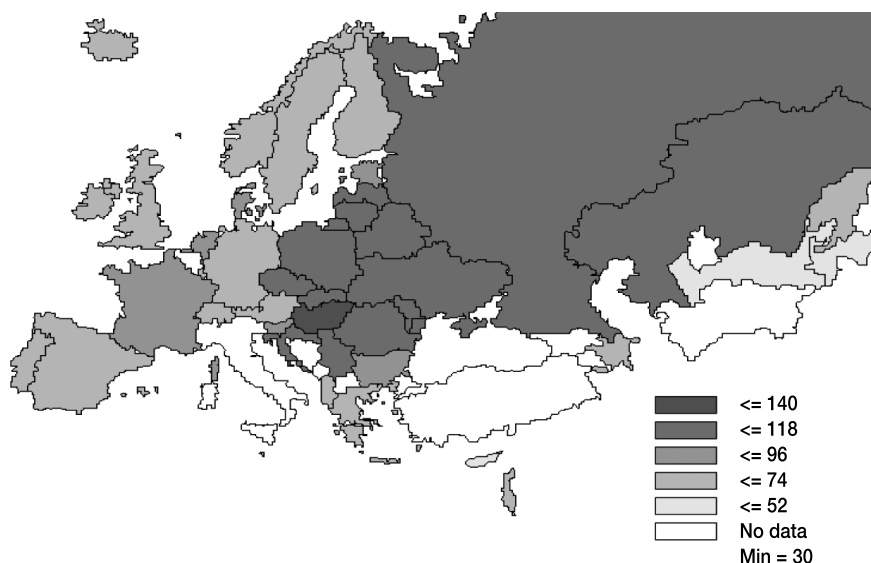 <= 140
<= 118
<= 96
<= 74
<= 52
No data
Min = 30